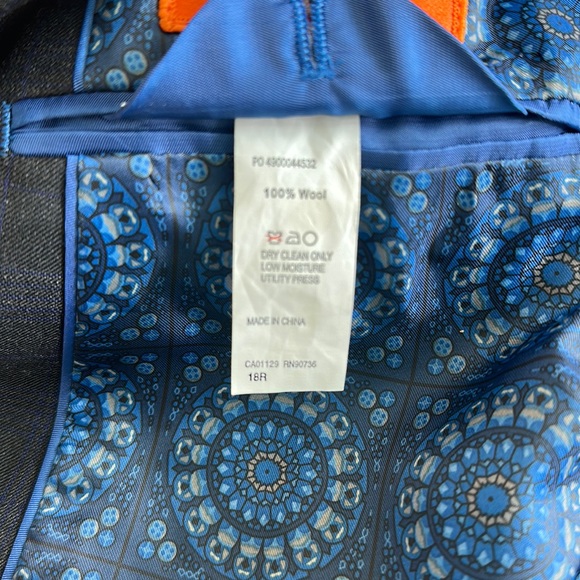 PO 4900044532
100% Wool
DRY CLEAN ONLY
LOW MOISTURE
UTILITY PRESS
MADE IN CHINA
CA01129 RN90736
18R